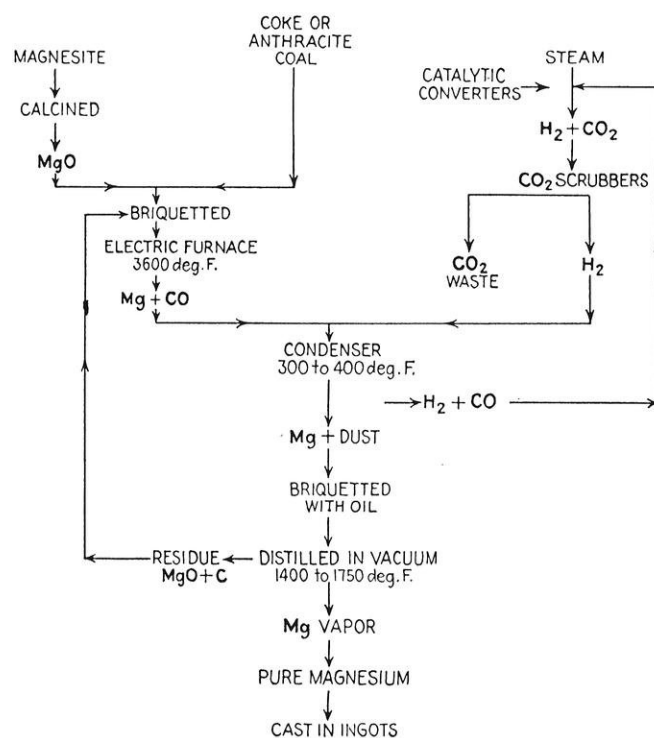 COKE OR
ANTHRACITE
COAL
MAGNESITE
CALCINED
MgO
STEAM
CATALYTIC
CONVERTERS
H₂ + CO₂
CO₂ SCRUBBERS
BRIQUETTED
ELECTRIC FURNACE
3600 deg. F.
Mg + CO
CO₂
WASTE
H₂
CONDENSER
300 to 400 deg. F.
H₂ + CO
Mg + DUST
BRIQUETTED
WITH OIL
RESIDUE
MgO + C
DISTILLED IN VACUUM
1400 to 1750 deg. F.
Mg VAPOR
PURE MAGNESIUM
CAST IN INGOTS